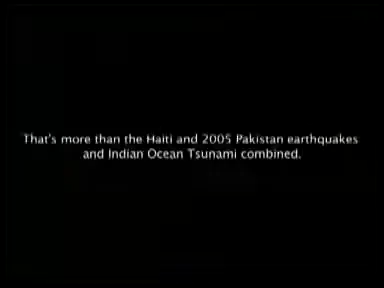 That's more than the Haiti and 2005 Pakistan earthquakes
and Indian Ocean Tsunami combined.